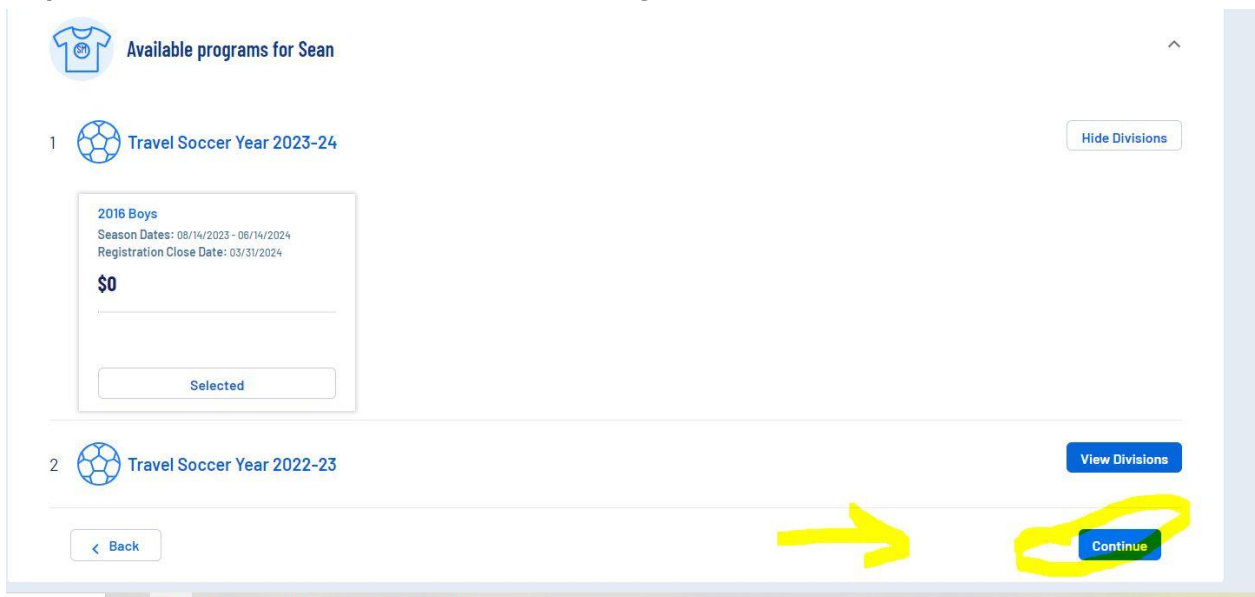 SM
Available programs for Sean
1 Travel Soccer Year 2023-24
Hide Divisions
2016 Boys
Season Dates: 08/14/2023 - 06/14/2024
Registration Close Date: 03/31/2024
$0
Selected
2 Travel Soccer Year 2022-23
View Divisions
Back
Continue